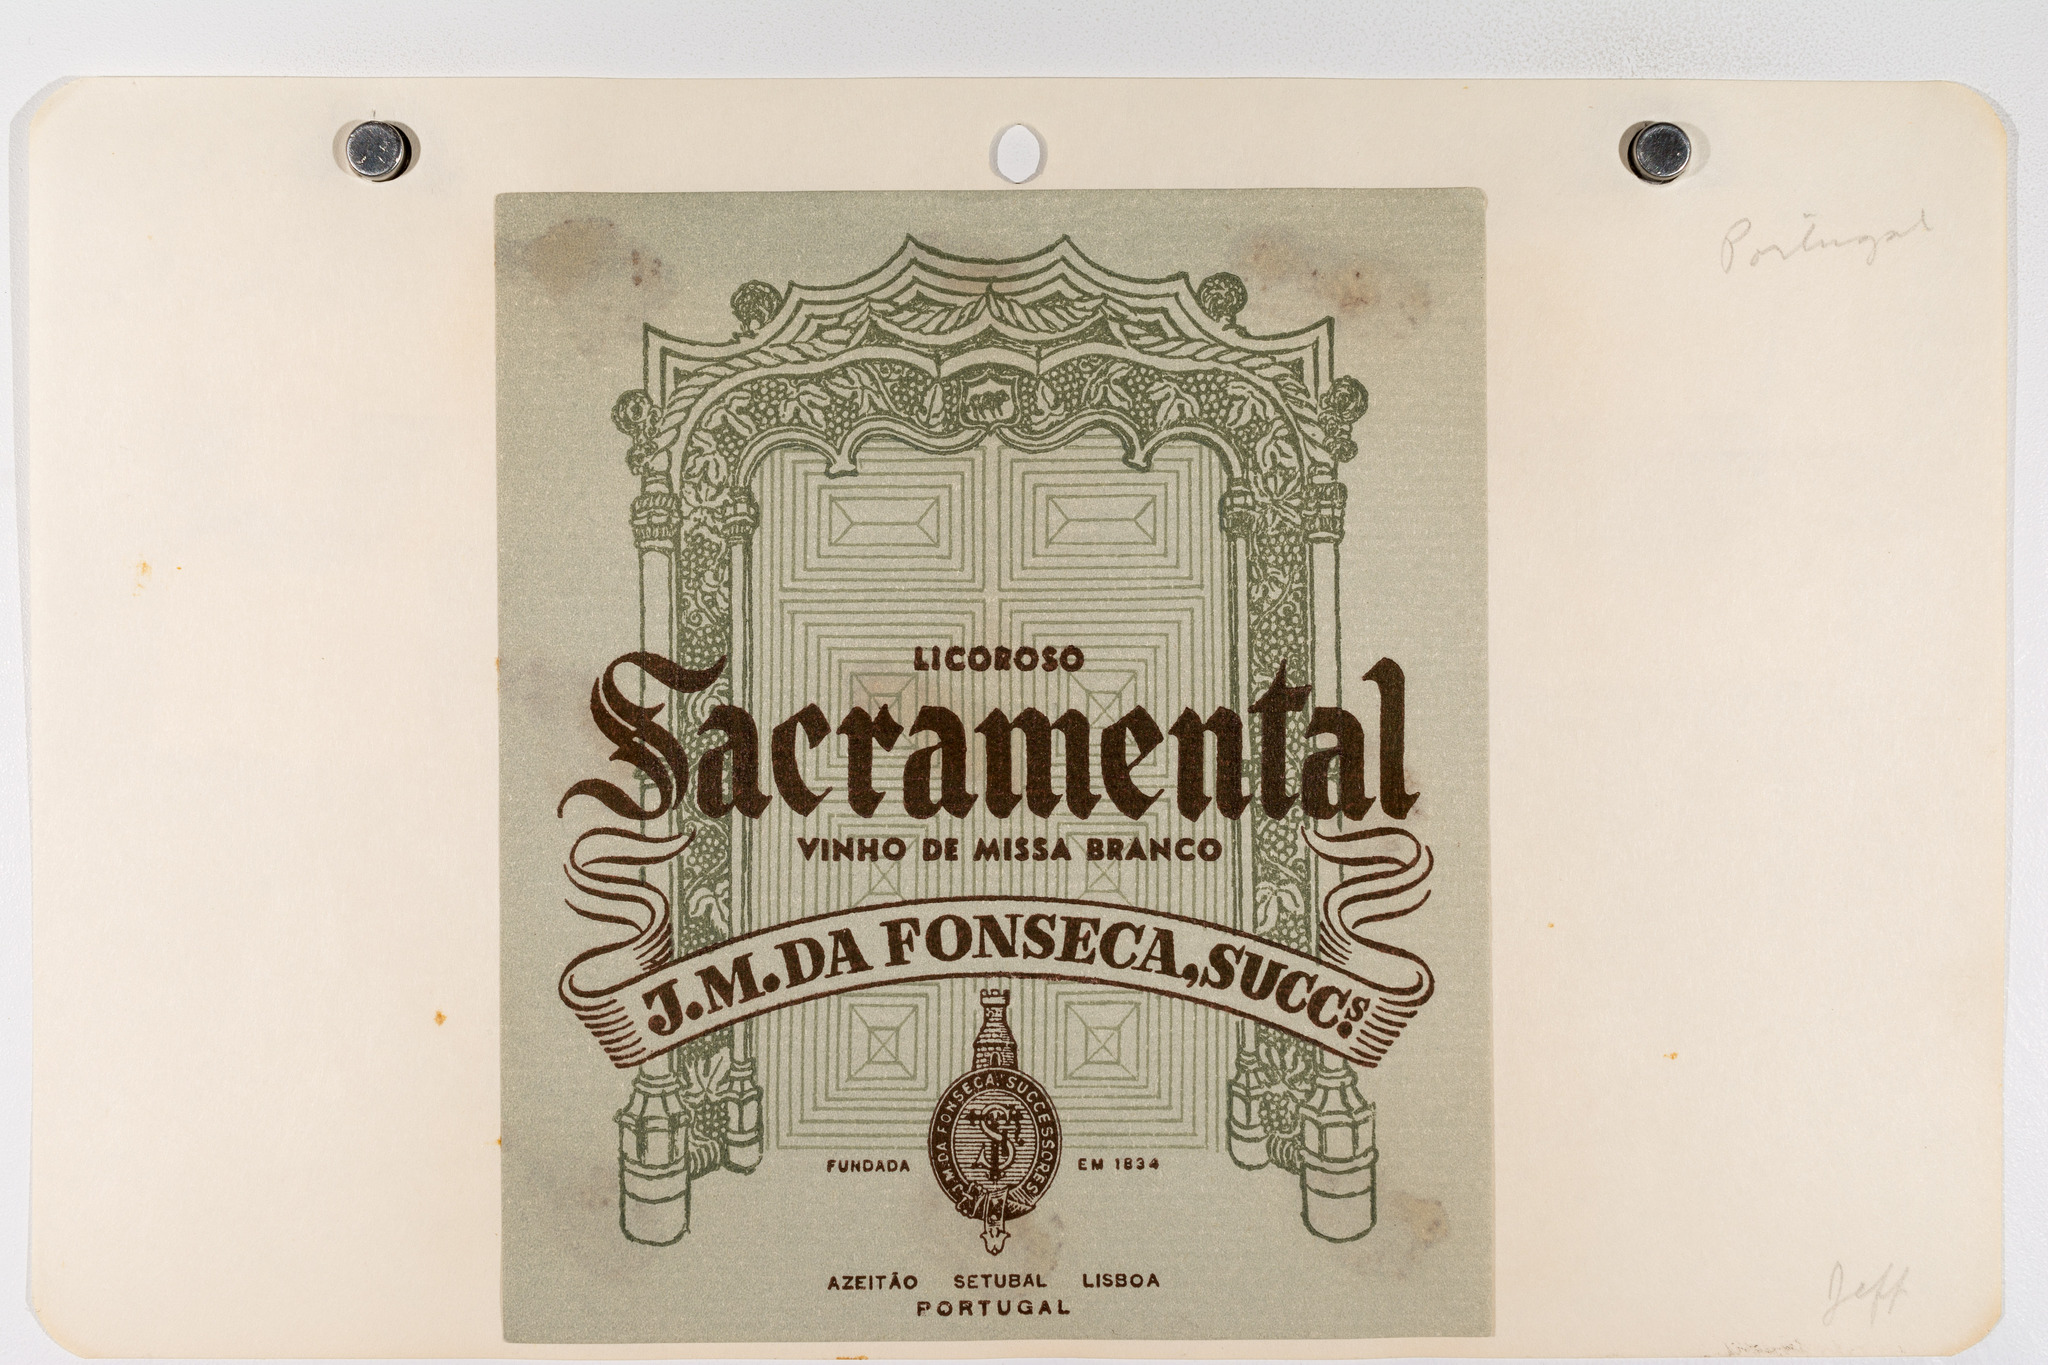 Portugal
LICOROSO
Sacramental
VINHO DE MISSA BRANCO
J.M. DA FONSECA, SUCC.s
J.M. DA FONSECA, SUCCESSORES
FUNDADA EM 1834
AZEITÃO SETUBAL LISBOA
PORTUGAL
Jeff